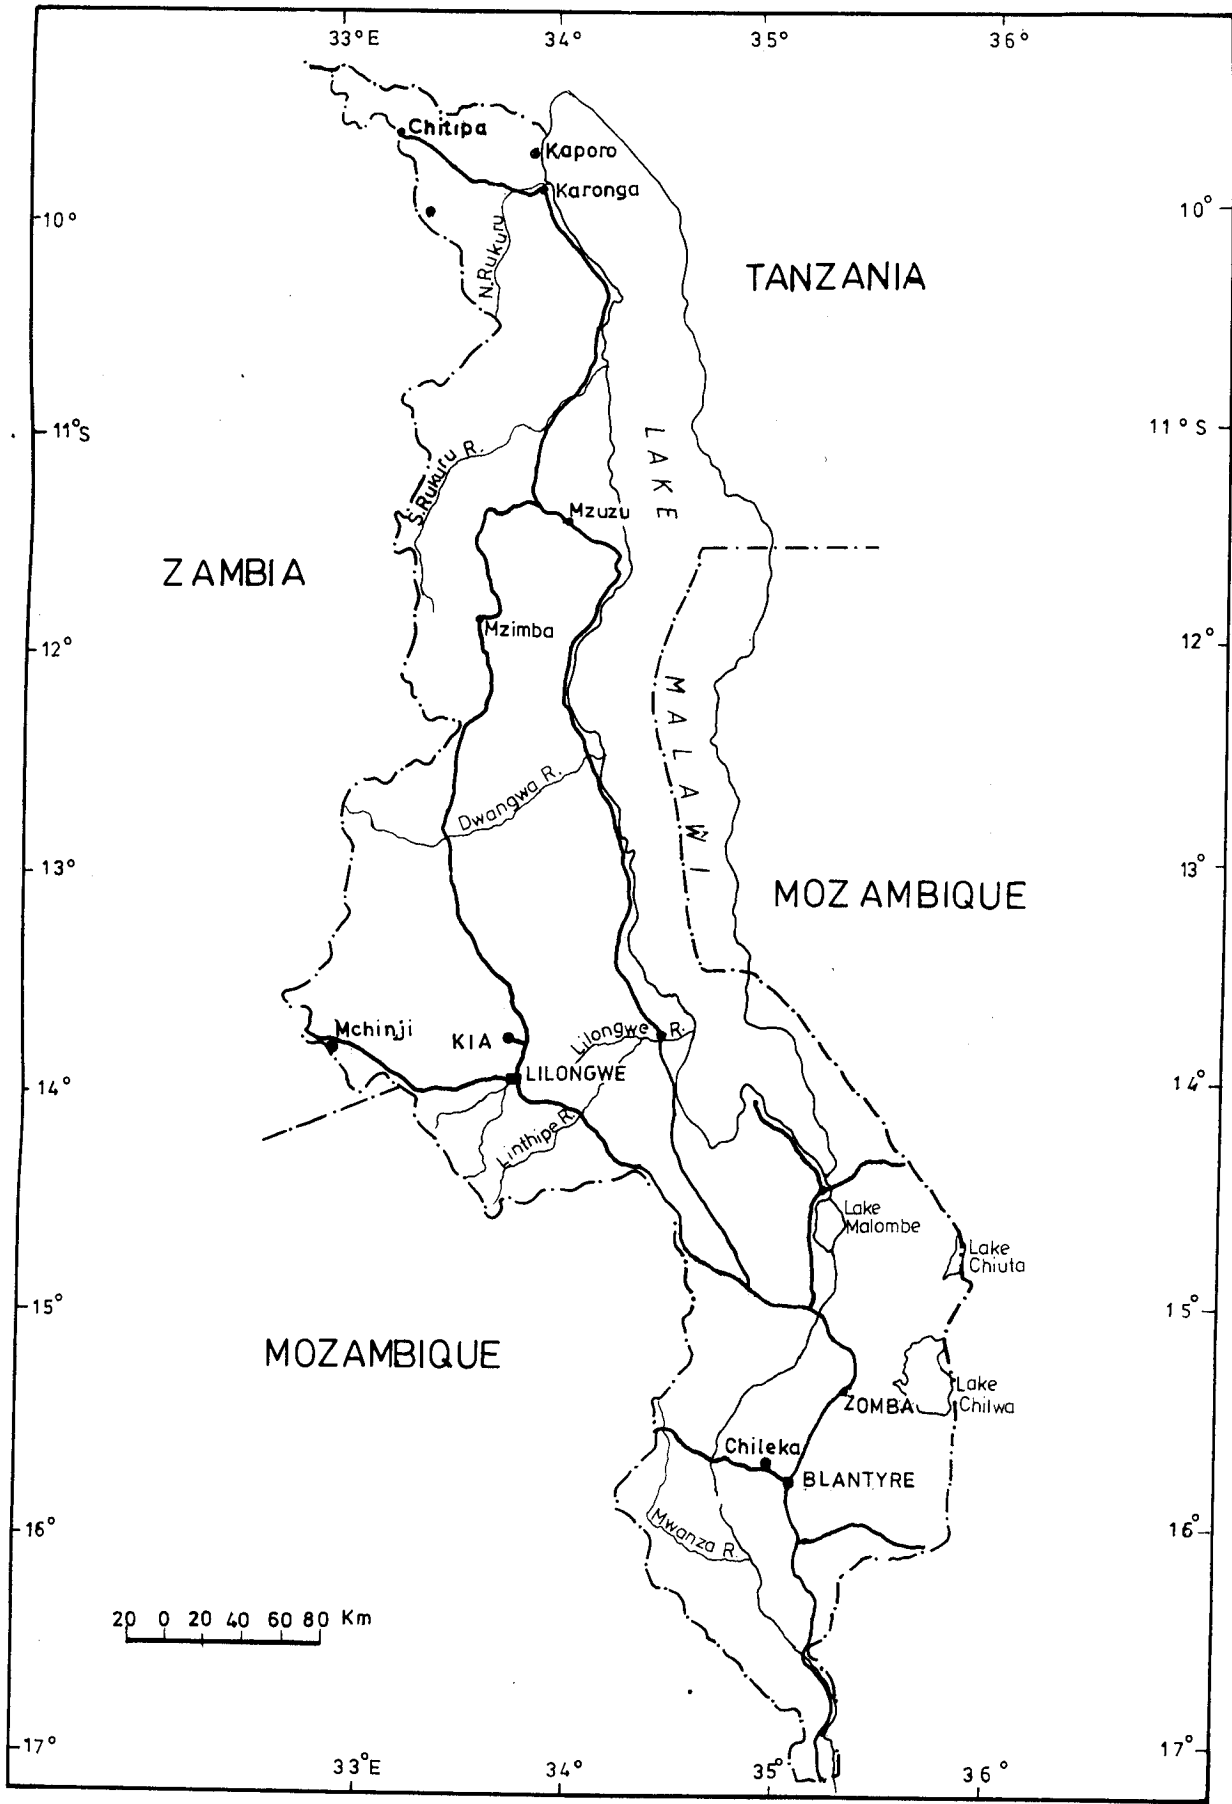 33°E 34° 35° 36°
Chitipa
Kaporo
Karonga
10° 10°
N.Rukuru
TANZANIA
11°S 11°S
LAKE
S.Rukuru R.
Mzuzu
ZAMBIA
Mzimba
12° 12°
MALAWI
Dwangwa R.
13° 13°
MOZAMBIQUE
Mchinji
KIA
Lilongwe R.
LILONGWE
14° 14°
Linthipe R.
Lake
Malombe
Lake
Chiuta
15° 15°
MOZAMBIQUE
Lake
Chilwa
ZOMBA
Chileka
BLANTYRE
16° 16°
Mwanza R.
20 0 20 40 60 80 Km
17° 17°
33°E 34° 35° 36°